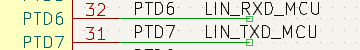 PTD6 32 PTD6 LIN_RXD_MCU
PTD7 31 PTD7 LIN_TXD_MCU